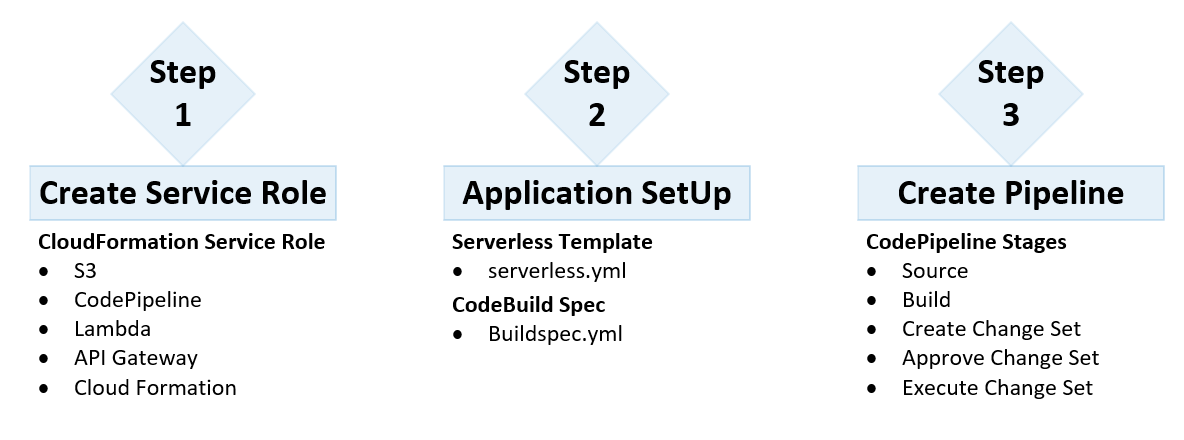 Step
1
Create Service Role
CloudFormation Service Role
• S3
• CodePipeline
• Lambda
• API Gateway
• Cloud Formation
Step
2
Application SetUp
Serverless Template
• serverless.yml
CodeBuild Spec
• Buildspec.yml
Step
3
Create Pipeline
CodePipeline Stages
• Source
• Build
• Create Change Set
• Approve Change Set
• Execute Change Set